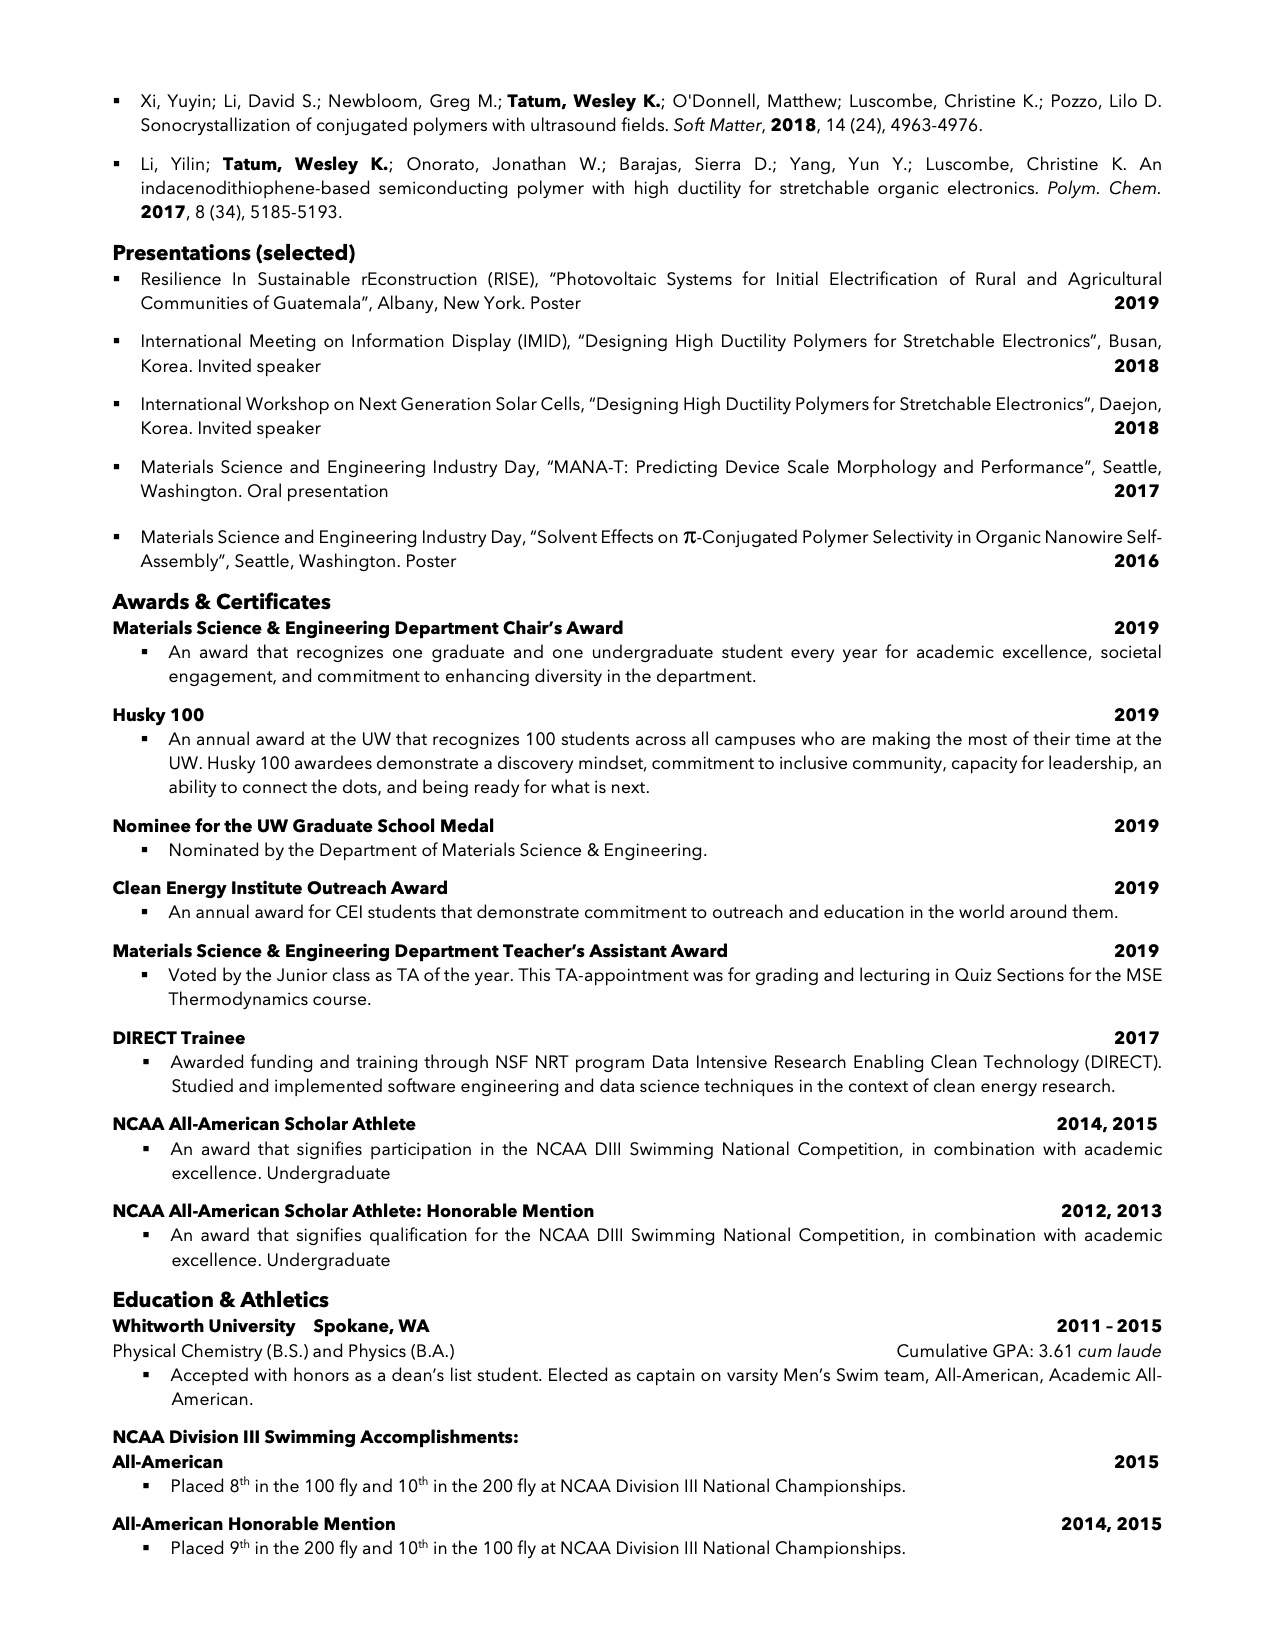 ▪ Xi, Yuyin; Li, David S.; Newbloom, Greg M.; Tatum, Wesley K.; O'Donnell, Matthew; Luscombe, Christine K.; Pozzo, Lilo D.
Sonocrystallization of conjugated polymers with ultrasound fields. Soft Matter, 2018, 14 (24), 4963-4976.
▪ Li, Yilin; Tatum, Wesley K.; Onorato, Jonathan W.; Barajas, Sierra D.; Yang, Yun Y.; Luscombe, Christine K. An
indacenodithiophene-based semiconducting polymer with high ductility for stretchable organic electronics. Polym. Chem.
2017, 8 (34), 5185-5193.
Presentations (selected)
▪ Resilience In Sustainable rEconstruction (RISE), “Photovoltaic Systems for Initial Electrification of Rural and Agricultural
Communities of Guatemala”, Albany, New York. Poster 2019
▪ International Meeting on Information Display (IMID), “Designing High Ductility Polymers for Stretchable Electronics”, Busan,
Korea. Invited speaker 2018
▪ International Workshop on Next Generation Solar Cells, “Designing High Ductility Polymers for Stretchable Electronics”, Daejon,
Korea. Invited speaker 2018
▪ Materials Science and Engineering Industry Day, “MANA-T: Predicting Device Scale Morphology and Performance”, Seattle,
Washington. Oral presentation 2017
▪ Materials Science and Engineering Industry Day, “Solvent Effects on π-Conjugated Polymer Selectivity in Organic Nanowire Self-
Assembly”, Seattle, Washington. Poster 2016
Awards & Certificates
Materials Science & Engineering Department Chair’s Award 2019
▪ An award that recognizes one graduate and one undergraduate student every year for academic excellence, societal
engagement, and commitment to enhancing diversity in the department.
Husky 100 2019
▪ An annual award at the UW that recognizes 100 students across all campuses who are making the most of their time at the
UW. Husky 100 awardees demonstrate a discovery mindset, commitment to inclusive community, capacity for leadership, an
ability to connect the dots, and being ready for what is next.
Nominee for the UW Graduate School Medal 2019
▪ Nominated by the Department of Materials Science & Engineering.
Clean Energy Institute Outreach Award 2019
▪ An annual award for CEI students that demonstrate commitment to outreach and education in the world around them.
Materials Science & Engineering Department Teacher’s Assistant Award 2019
▪ Voted by the Junior class as TA of the year. This TA-appointment was for grading and lecturing in Quiz Sections for the MSE
Thermodynamics course.
DIRECT Trainee 2017
▪ Awarded funding and training through NSF NRT program Data Intensive Research Enabling Clean Technology (DIRECT).
Studied and implemented software engineering and data science techniques in the context of clean energy research.
NCAA All-American Scholar Athlete 2014, 2015
▪ An award that signifies participation in the NCAA DIII Swimming National Competition, in combination with academic
excellence. Undergraduate
NCAA All-American Scholar Athlete: Honorable Mention 2012, 2013
▪ An award that signifies qualification for the NCAA DIII Swimming National Competition, in combination with academic
excellence. Undergraduate
Education & Athletics
Whitworth University Spokane, WA 2011 – 2015
Physical Chemistry (B.S.) and Physics (B.A.) Cumulative GPA: 3.61 cum laude
▪ Accepted with honors as a dean’s list student. Elected as captain on varsity Men’s Swim team, All-American, Academic All-
American.
NCAA Division III Swimming Accomplishments:
All-American 2015
▪ Placed 8th in the 100 fly and 10th in the 200 fly at NCAA Division III National Championships.
All-American Honorable Mention 2014, 2015
▪ Placed 9th in the 200 fly and 10th in the 100 fly at NCAA Division III National Championships.